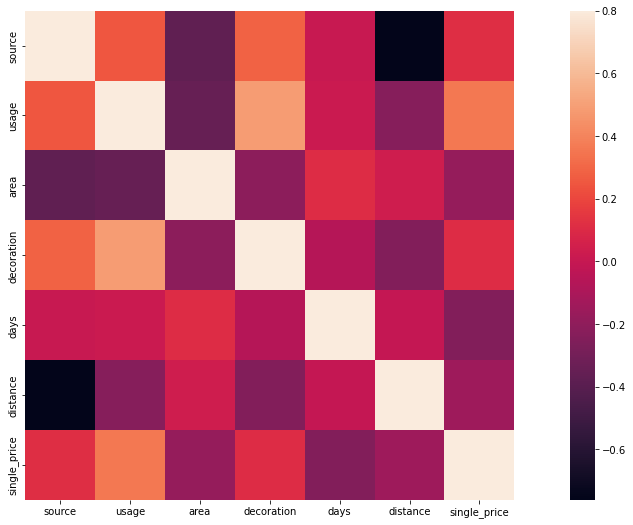 source
usage
area
decoration
days
distance
single_price
source
usage
area
decoration
days
distance
single_price
0.8
0.6
0.4
0.2
0.0
−0.2
−0.4
−0.6